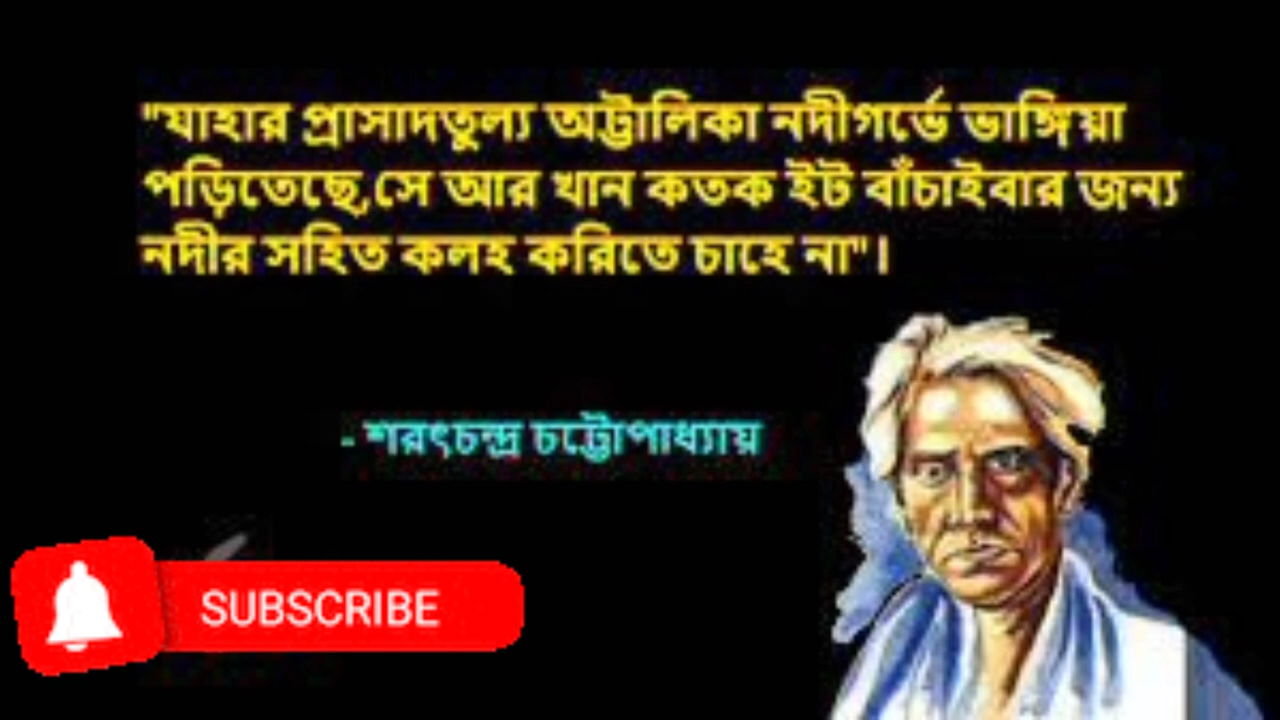 "যাহার প্রাসাদতুল্য অট্টালিকা নদীগর্ভে ভাঙ্গিয়া
পড়িতেছে,সে আর খান কতক ইট বাঁচাইবার জন্য
নদীর সহিত কলহ করিতে চাহে না"।
- শরৎচন্দ্র চট্টোপাধ্যায়
SUBSCRIBE